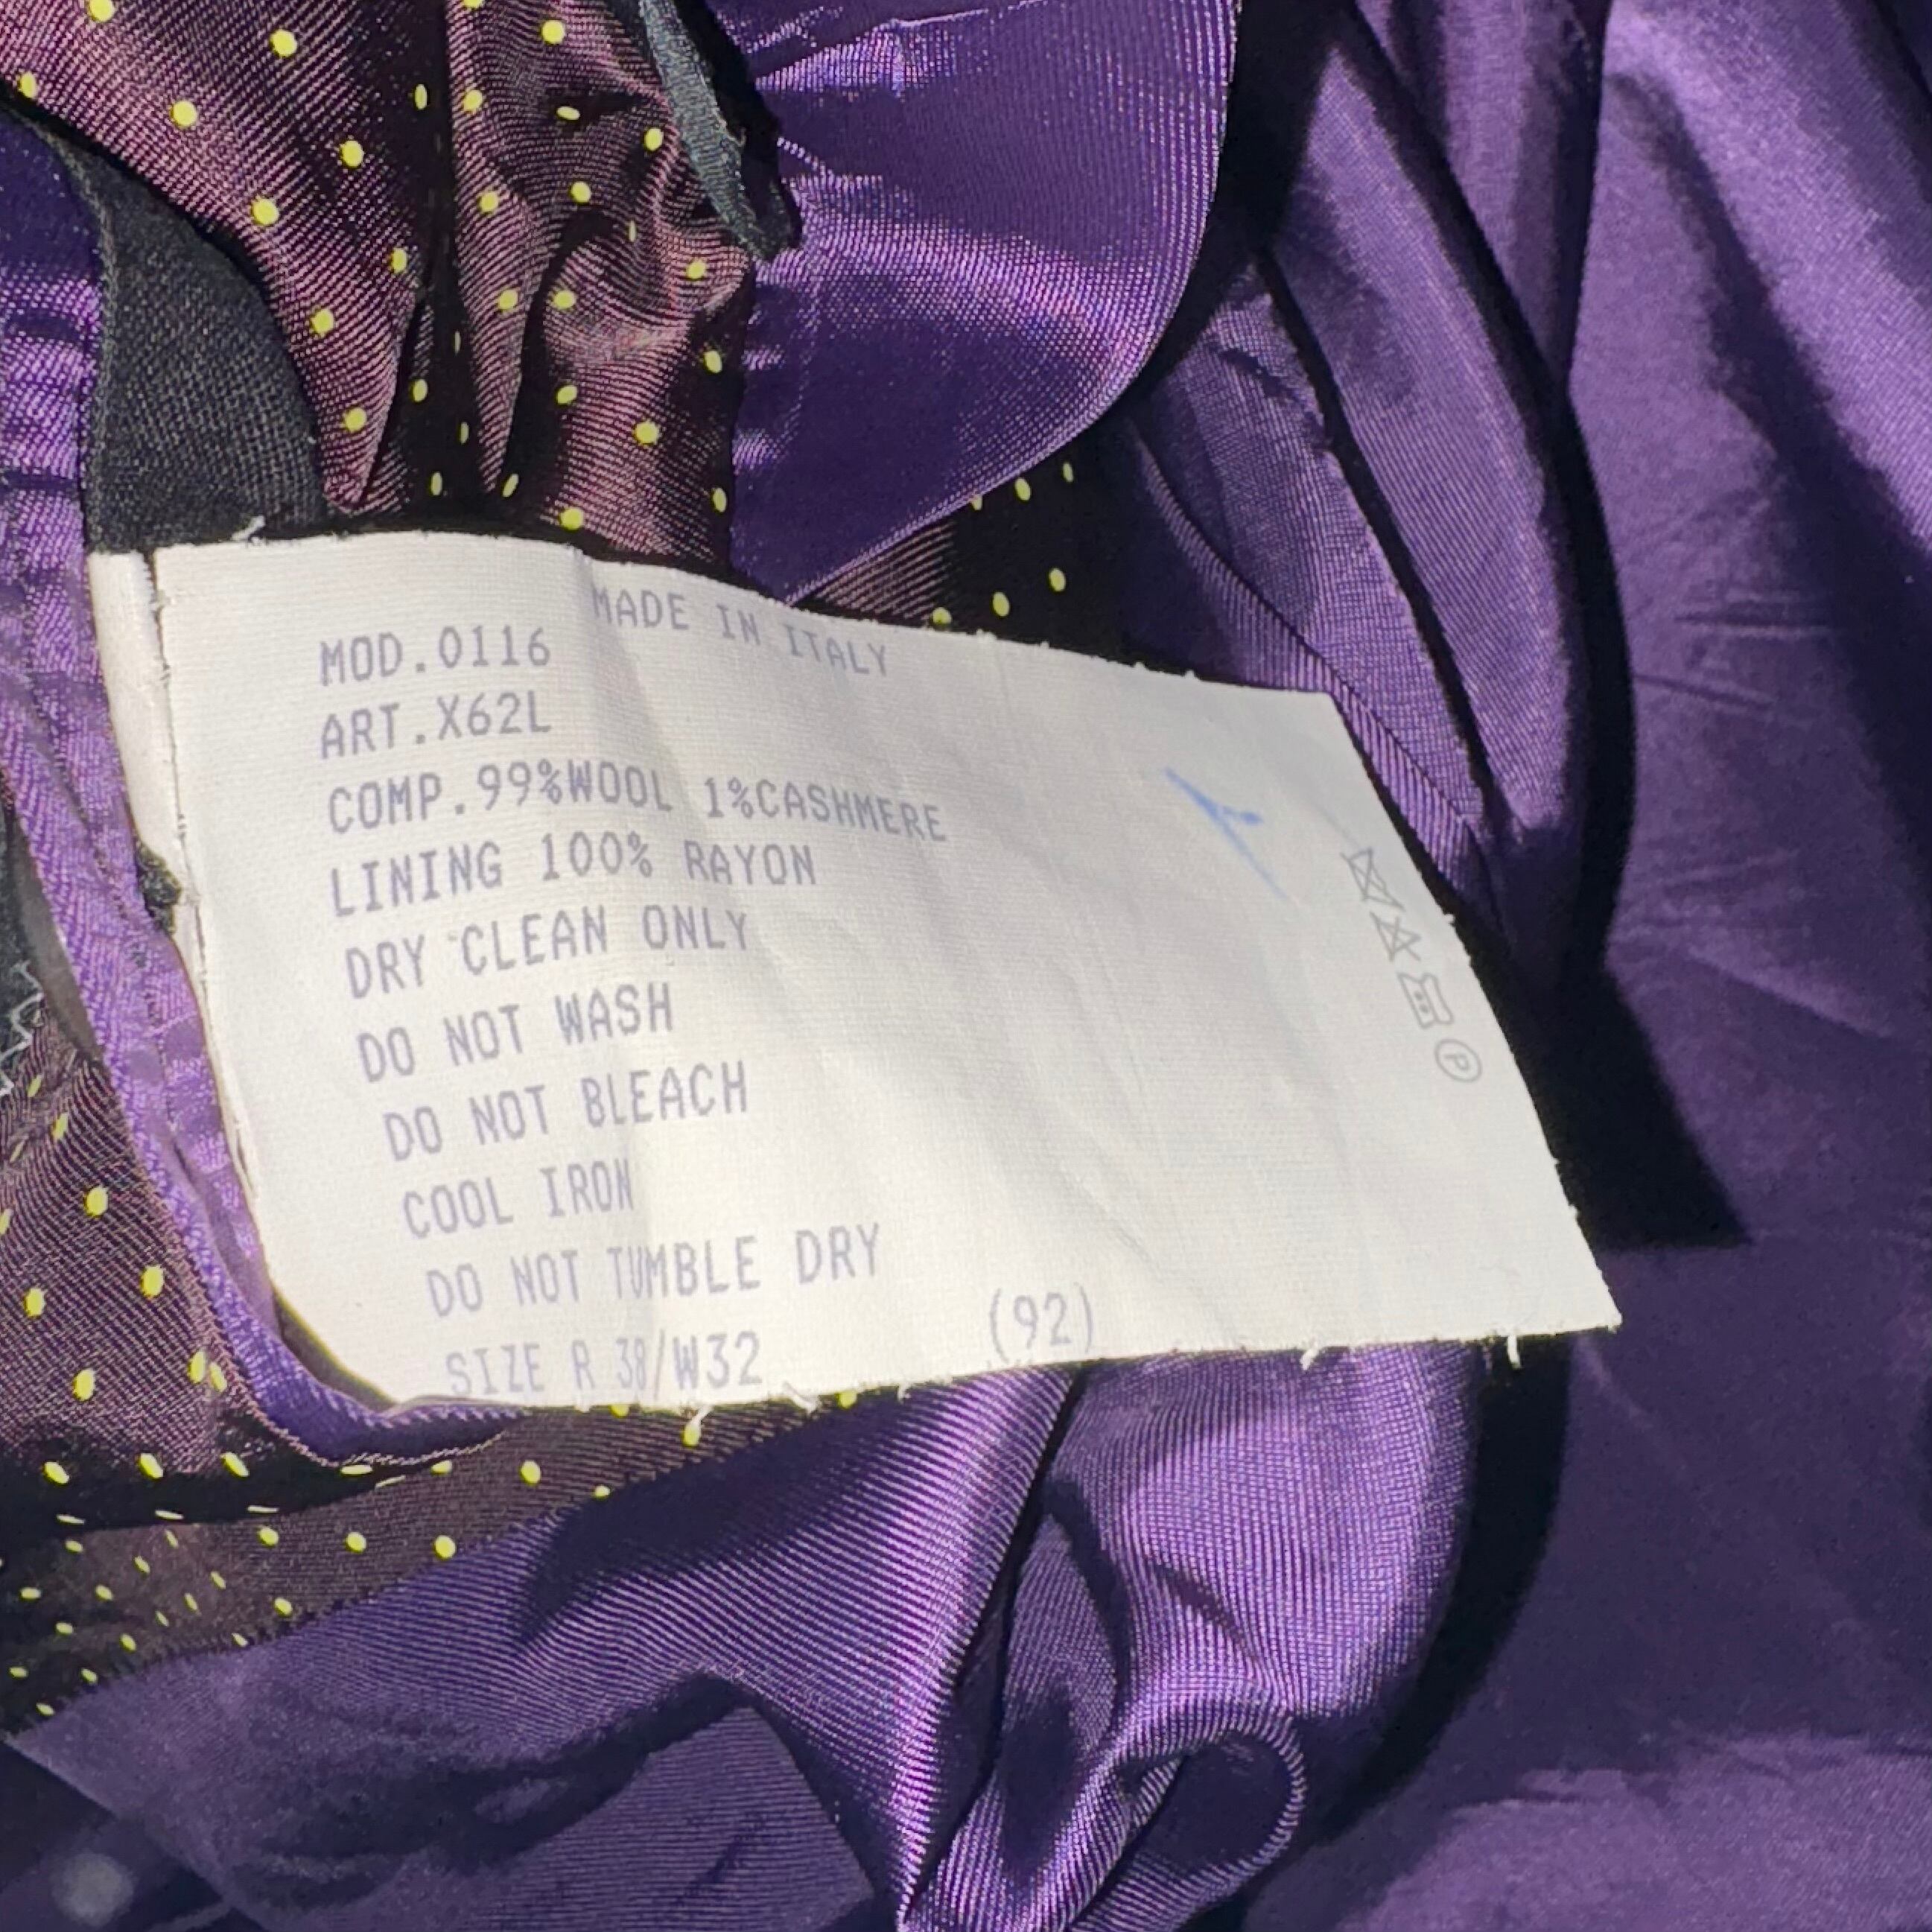 MADE IN ITALY
MOD.0116
ART.X62L
COMP.99%WOOL 1%CASHMERE
LINING 100% RAYON
DRY CLEAN ONLY
DO NOT WASH
DO NOT BLEACH
COOL IRON
DO NOT TUMBLE DRY
SIZE R 38/W32 (92)
P